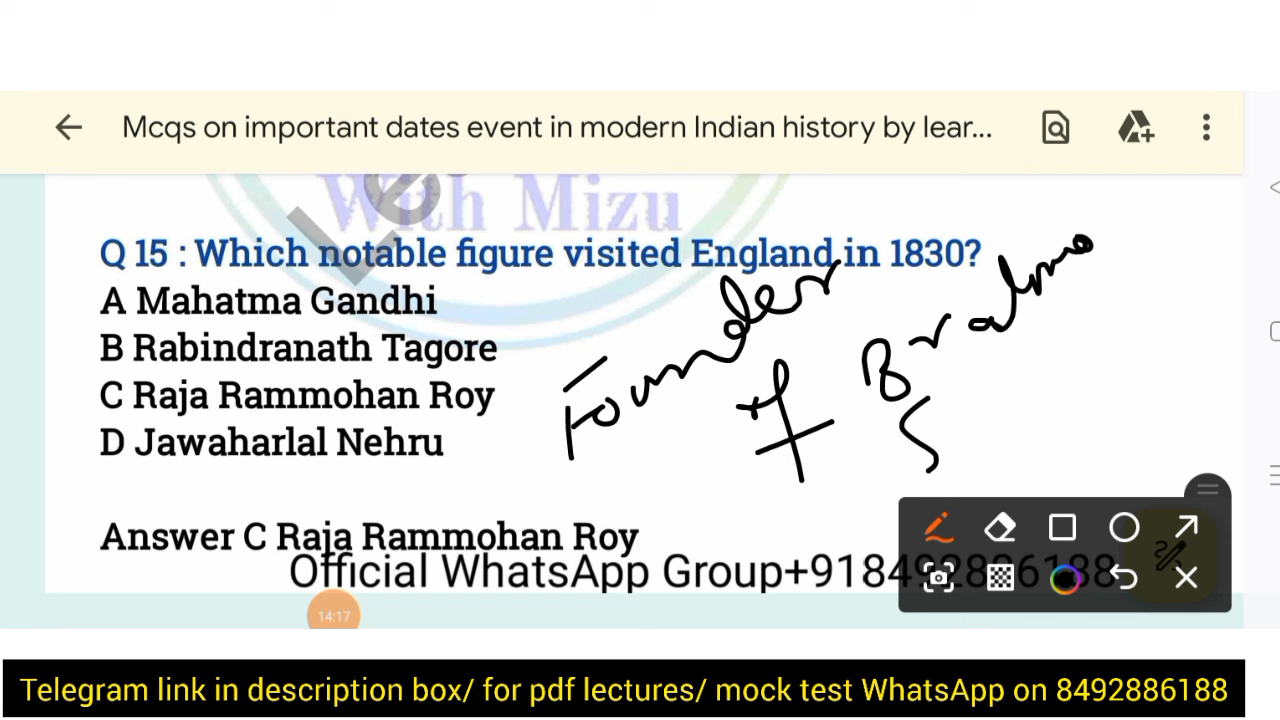 Mcqs on important dates event in modern Indian history by lear...
With Mizu
Q 15 : Which notable figure visited England in 1830?
A Mahatma Gandhi
B Rabindranath Tagore
C Raja Rammohan Roy
D Jawaharlal Nehru
Founder of Brahmo
S
Answer C Raja Rammohan Roy
Official WhatsApp Group+918492886188
14:17
Telegram link in description box/ for pdf lectures/ mock test WhatsApp on 8492886188